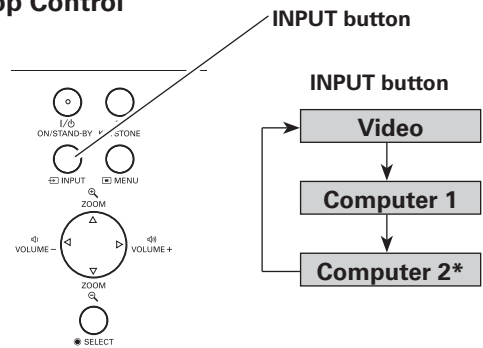 op Control
INPUT button
INPUT button
Video
Computer 1
Computer 2*
ON/STAND-BY
STONE
INPUT
MENU
ZOOM
VOLUME –
VOLUME +
ZOOM
SELECT